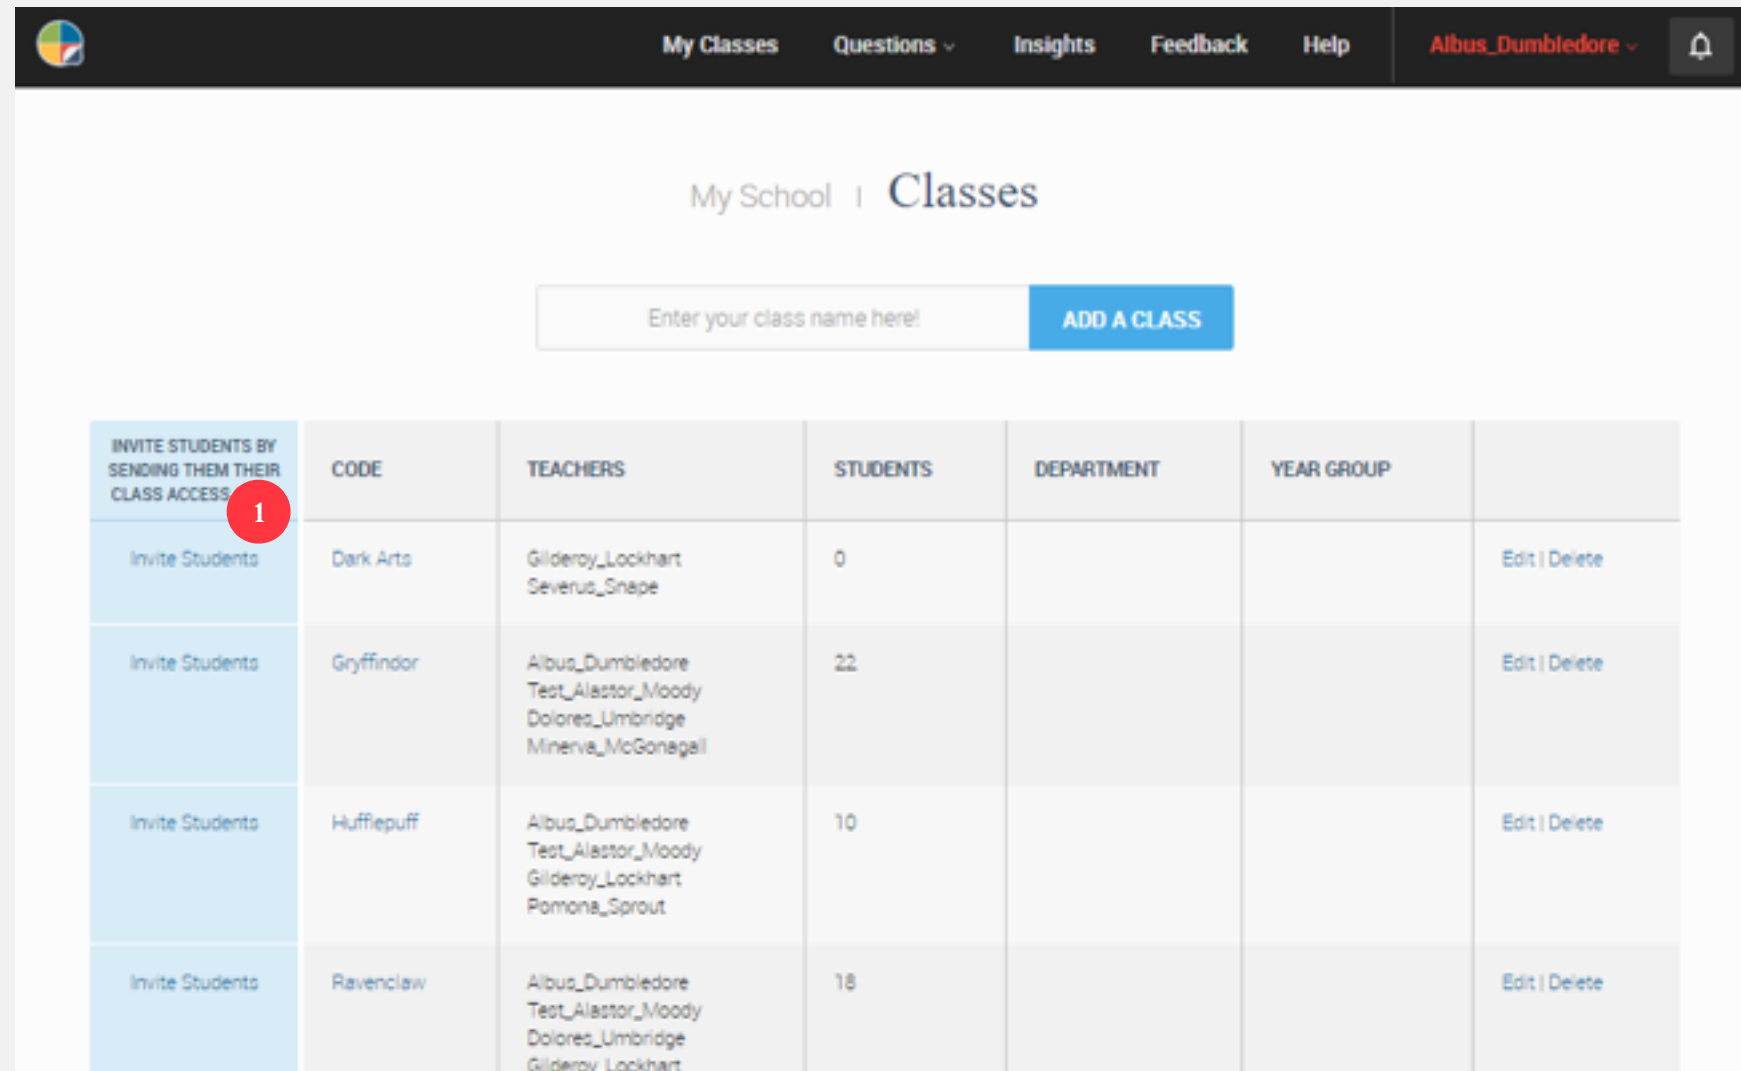 My Classes Questions Insights Feedback Help Albus_Dumbledore
My School | Classes
Enter your class name here! ADD A CLASS
INVITE STUDENTS BY
SENDING THEM THEIR
CLASS ACCESS
1
CODE TEACHERS STUDENTS DEPARTMENT YEAR GROUP
Invite Students Dark Arts Gilderoy_Lockhart 0 Edit | Delete
Severus_Snape
Invite Students Gryffindor Albus_Dumbledore 22 Edit | Delete
Test_Alastor_Moody
Dolores_Umbridge
Minerva_McGonagall
Invite Students Hufflepuff Albus_Dumbledore 10 Edit | Delete
Test_Alastor_Moody
Gilderoy_Lockhart
Pomona_Sprout
Invite Students Ravenclaw Albus_Dumbledore 18 Edit | Delete
Test_Alastor_Moody
Dolores_Umbridge
Gilderoy_Lockhart